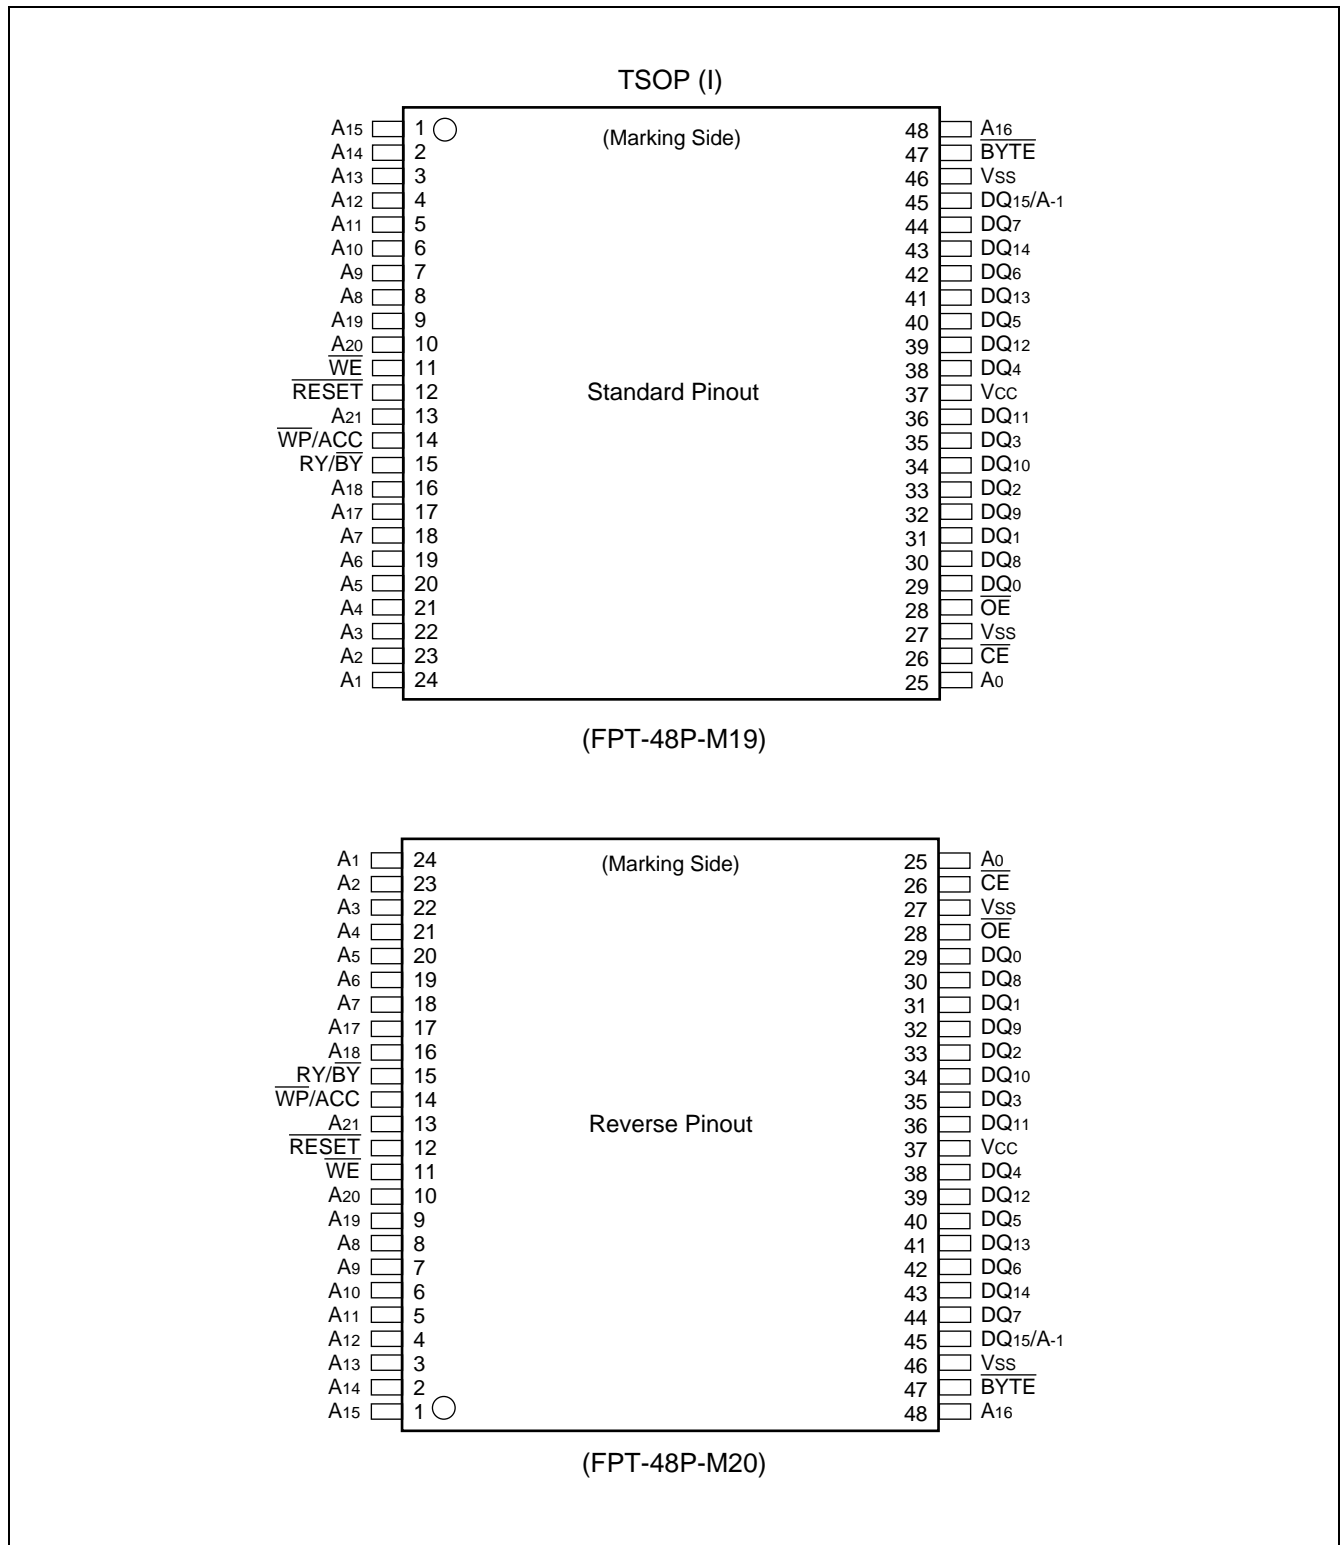 TSOP (I)
(Marking Side)
A15 1 48 A16
A14 2 47 BYTE
A13 3 46 VSS
A12 4 45 DQ15/A-1
A11 5 44 DQ7
A10 6 43 DQ14
A9 7 42 DQ6
A8 8 41 DQ13
A19 9 40 DQ5
A20 10 39 DQ12
WE 11 38 DQ4
RESET 12 Standard Pinout 37 VCC
A21 13 36 DQ11
WP/ACC 14 35 DQ3
RY/BY 15 34 DQ10
A18 16 33 DQ2
A17 17 32 DQ9
A7 18 31 DQ1
A6 19 30 DQ8
A5 20 29 DQ0
A4 21 28 OE
A3 22 27 VSS
A2 23 26 CE
A1 24 25 A0
(FPT-48P-M19)
(Marking Side)
A1 24 25 A0
A2 23 26 CE
A3 22 27 VSS
A4 21 28 OE
A5 20 29 DQ0
A6 19 30 DQ8
A7 18 31 DQ1
A17 17 32 DQ9
A18 16 33 DQ2
RY/BY 15 34 DQ10
WP/ACC 14 35 DQ3
A21 13 Reverse Pinout 36 DQ11
RESET 12 37 VCC
WE 11 38 DQ4
A20 10 39 DQ12
A19 9 40 DQ5
A8 8 41 DQ13
A9 7 42 DQ6
A10 6 43 DQ14
A11 5 44 DQ7
A12 4 45 DQ15/A-1
A13 3 46 VSS
A14 2 47 BYTE
A15 1 48 A16
(FPT-48P-M20)